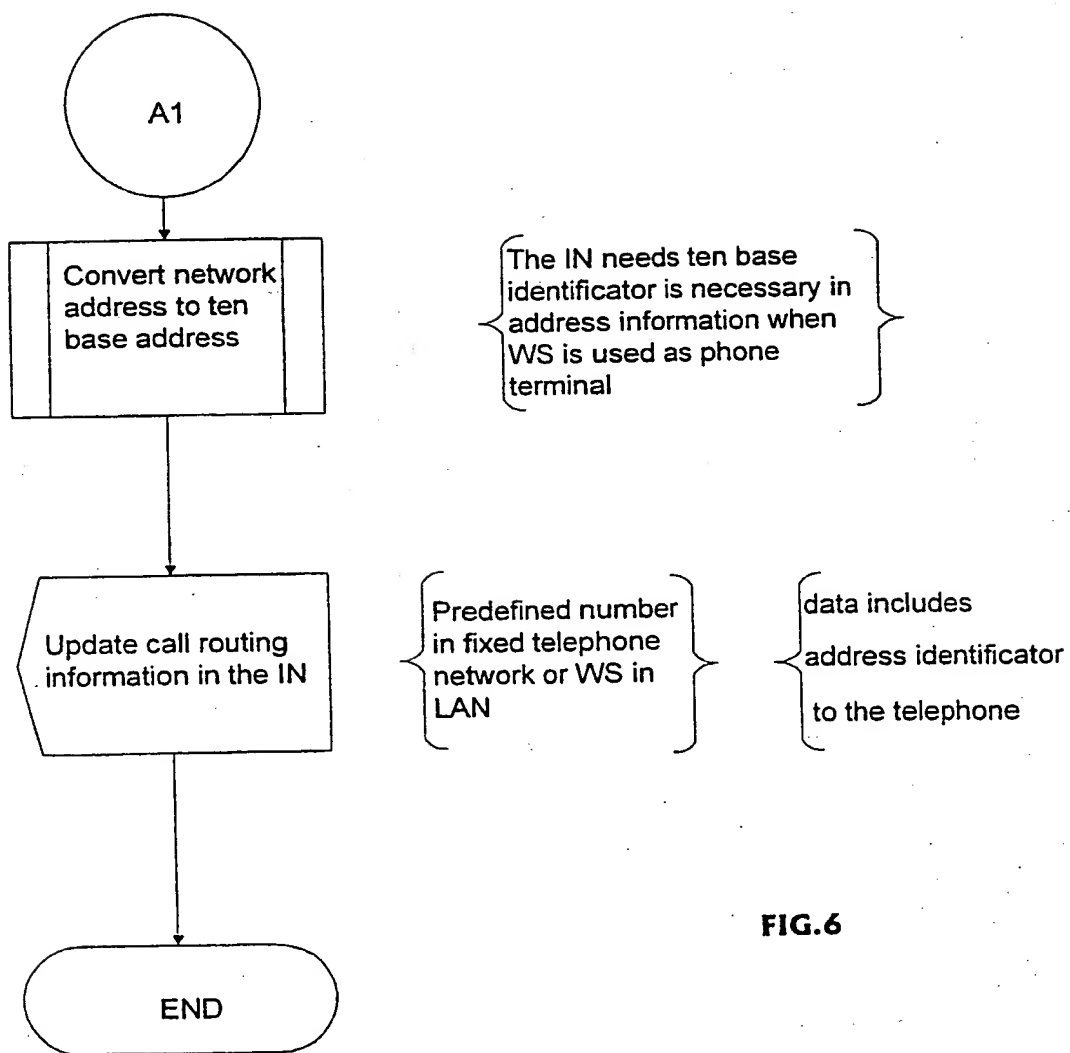 A1
Convert network
address to ten
base address
The IN needs ten base
identificator is necessary in
address information when
WS is used as phone
terminal
Update call routing
information in the IN
Predefined number
in fixed telephone
network or WS in
LAN
data includes
address identificator
to the telephone
FIG.6
END